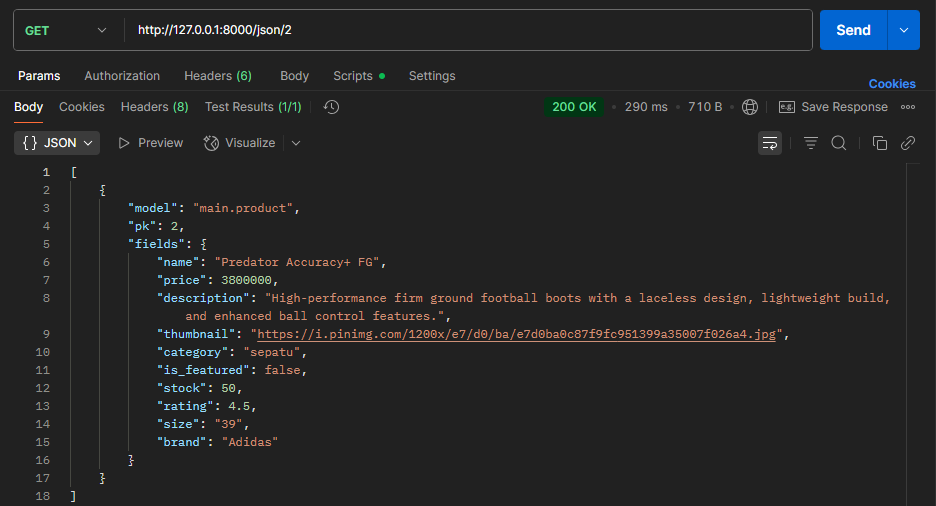 GET http://127.0.0.1:8000/json/2 Send
Params Authorization Headers (6) Body Scripts Settings
Cookies
Body Cookies Headers (8) Test Results (1/1) 200 OK 290 ms 710 B e.g. Save Response
{} JSON Preview Visualize
1 [
2 {
3 "model": "main.product",
4 "pk": 2,
5 "fields": {
6 "name": "Predator Accuracy+ FG",
7 "price": 3800000,
8 "description": "High-performance firm ground football boots with a laceless design, lightweight build,
and enhanced ball control features.",
9 "thumbnail": "https://i.pinimg.com/1200x/e7/d0/ba/e7d0ba0c87f9fc951399a35007f026a4.jpg",
10 "category": "sepatu",
11 "is_featured": false,
12 "stock": 50,
13 "rating": 4.5,
14 "size": "39",
15 "brand": "Adidas"
16 }
17 }
18 ]